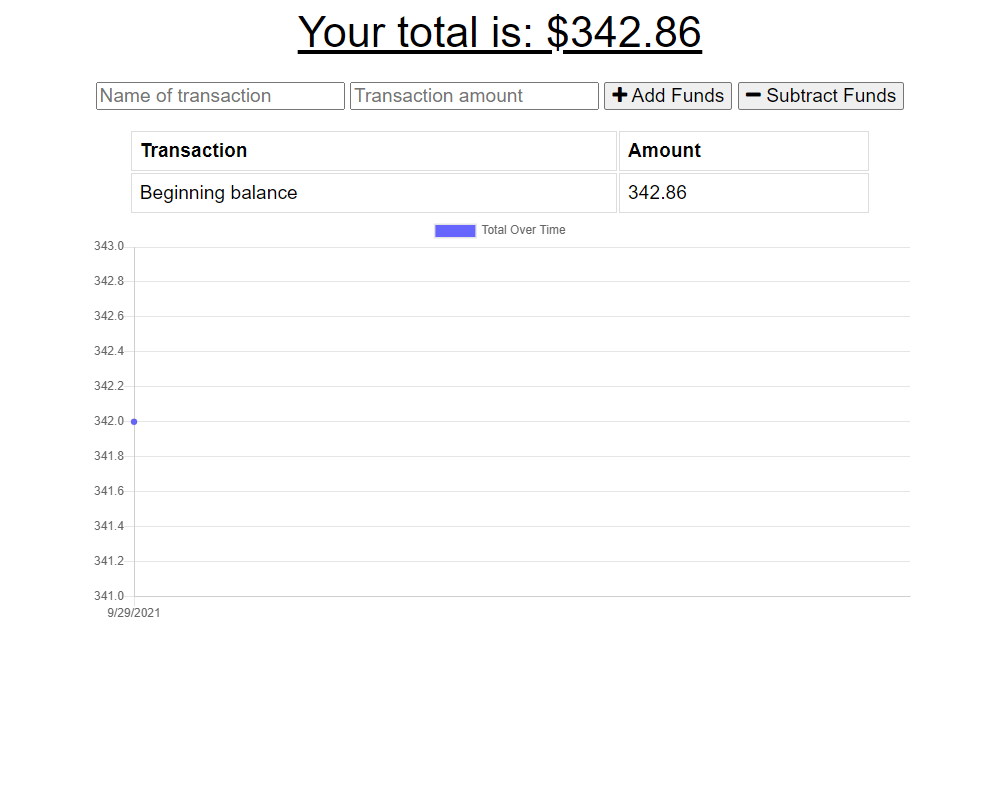 Your total is: $342.86
Name of transaction Transaction amount Add Funds Subtract Funds
Transaction Amount
Beginning balance 342.86
Total Over Time
343.0
342.8
342.6
342.4
342.2
342.0
341.8
341.6
341.4
341.2
341.0
9/29/2021